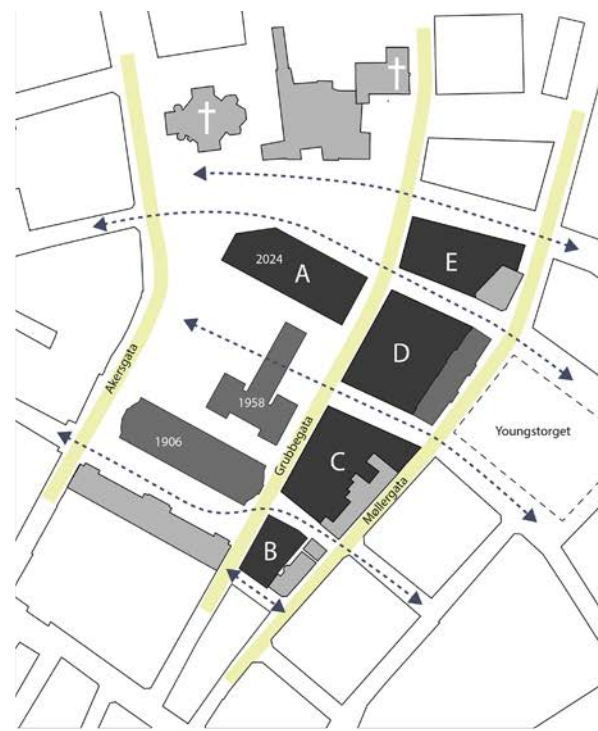 2024
A
E
D
Akersgata
1958
Grubbegata
Youngstorget
1906
C
Møllergata
B